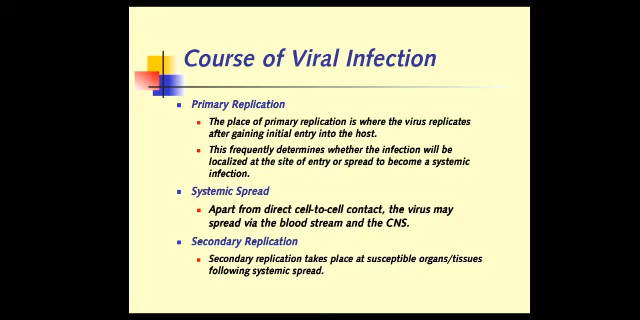 Course of Viral Infection
Primary Replication
The place of primary replication is where the virus replicates
after gaining initial entry into the host.
This frequently determines whether the infection will be
localized at the site of entry or spread to become a systemic
infection.
Systemic Spread
Apart from direct cell-to-cell contact, the virus may
spread via the blood stream and the CNS.
Secondary Replication
Secondary replication takes place at susceptible organs/tissues
following systemic spread.